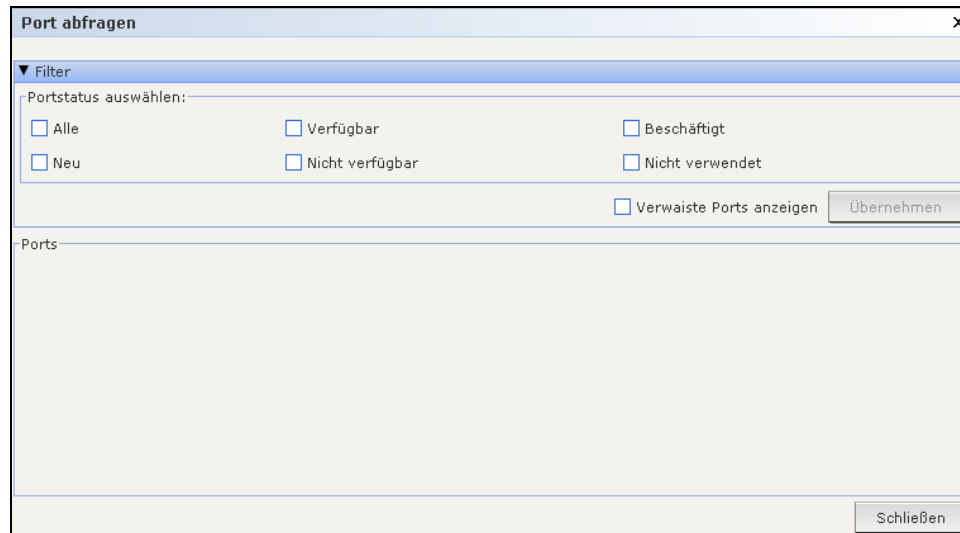 Port abfragen
Filter
Portstatus auswählen:
Alle Verfügbar Beschäftigt
Neu Nicht verfügbar Nicht verwendet
Verwaiste Ports anzeigen Übernehmen
Ports
Schließen